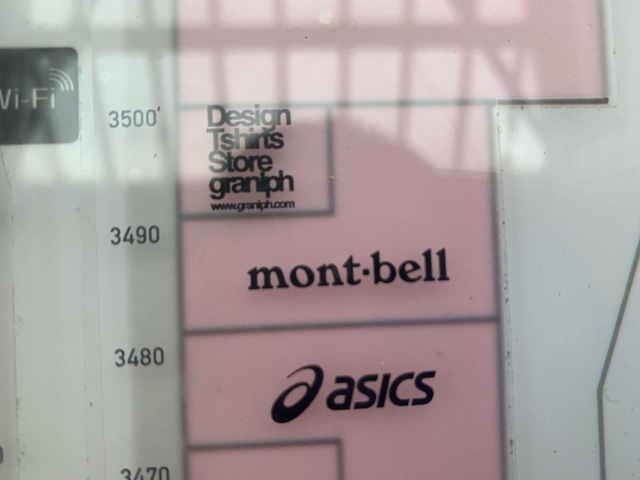 Wi-Fi
3500
Design
Tshirts
Store
graniph
www.graniph.com
3490
mont·bell
3480
asics
3470